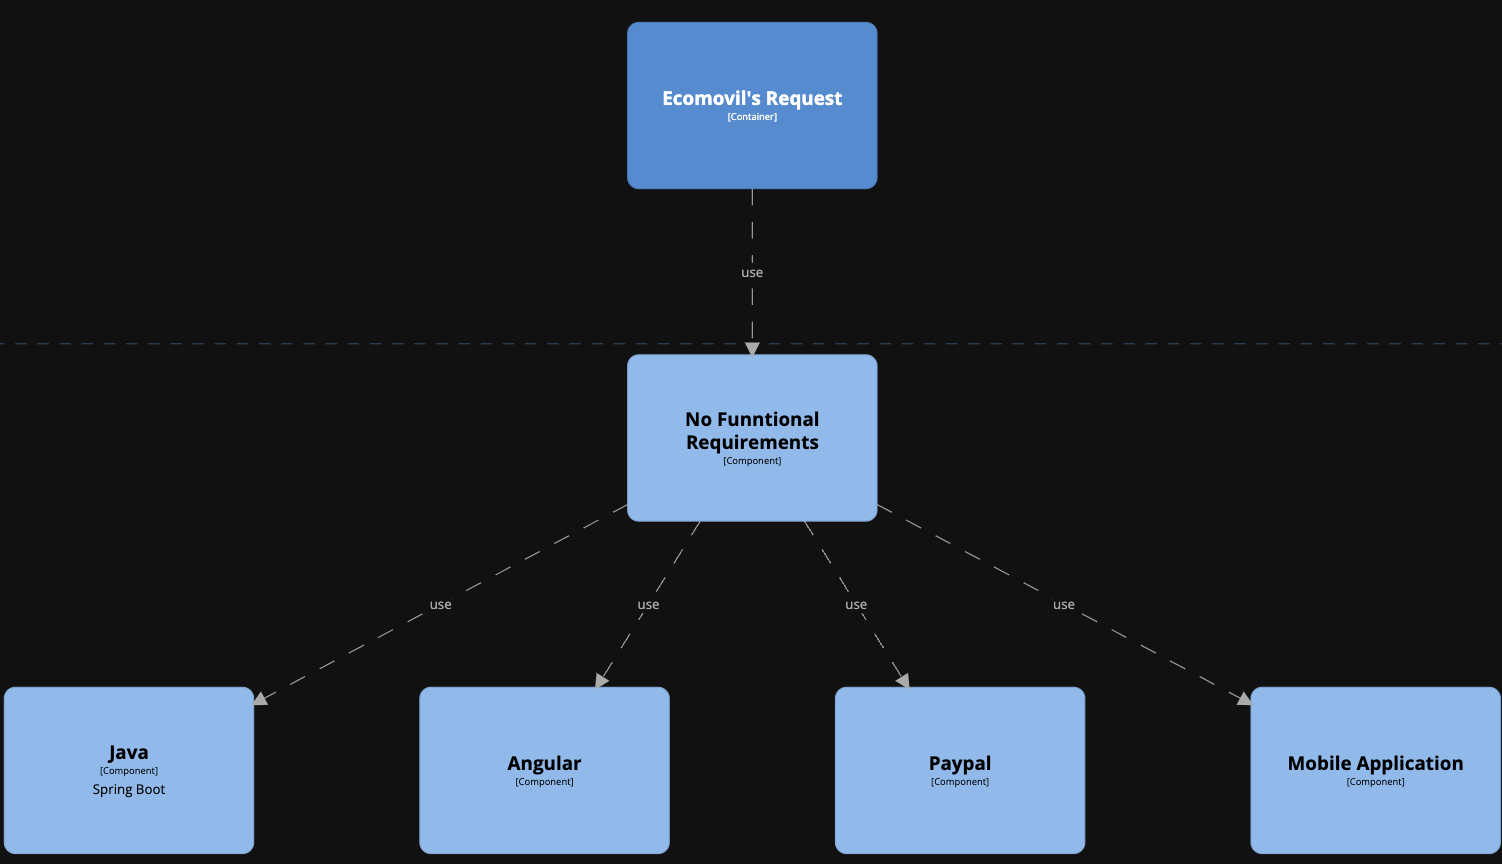 Ecomovil's Request
[Container]
use
No Funntional
Requirements
[Component]
use
use
use
use
Java
[Component]
Spring Boot
Angular
[Component]
Paypal
[Component]
Mobile Application
[Component]